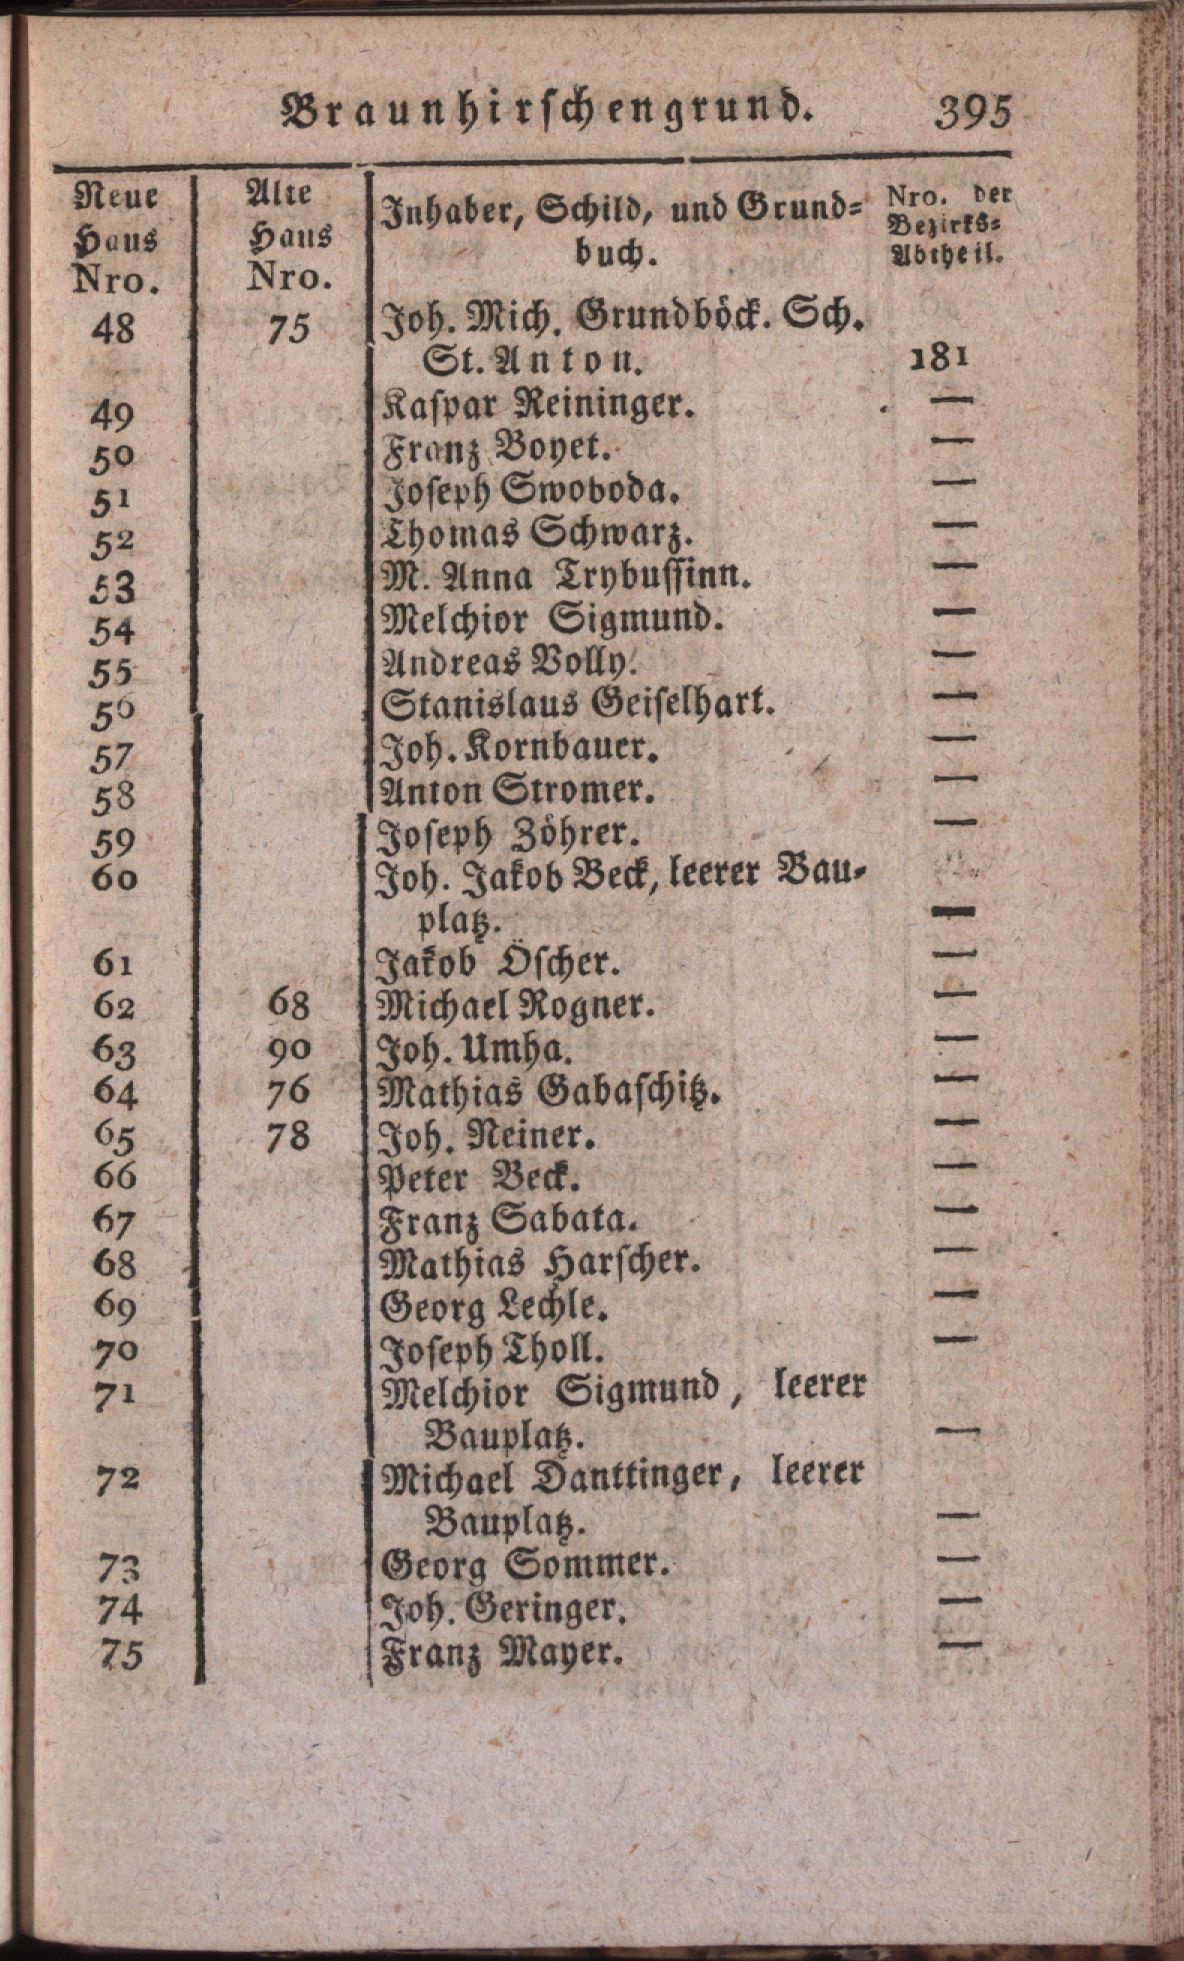 Braunhirschengrund. 395
Neue Haus Nro.
Alte Haus Nro.
Inhaber, Schild, und Grund=
buch.
Nro. der
Bezirks=
Abtheil.
48 75 Joh. Mich. Grundböck. Sch.
St. Anton. 181
49 Kaspar Reininger. —
50 Franz Boyet. —
51 Joseph Swoboda. —
52 Thomas Schwarz. —
53 M. Anna Trybussinn. —
54 Melchior Sigmund. —
55 Andreas Volly. —
56 Stanislaus Geiselhart. —
57 Joh. Kornbauer. —
58 Anton Stromer. —
59 Joseph Zöhrer. —
60 Joh. Jakob Beck, leerer Bau=
platz. —
61 Jakob Öscher. —
62 68 Michael Rogner. —
63 90 Joh. Umha. —
64 76 Mathias Gabaschitz. —
65 78 Joh. Reiner. —
66 Peter Beck. —
67 Franz Sabata. —
68 Mathias Harscher. —
69 Georg Lechle. —
70 Joseph Tholl. —
71 Melchior Sigmund, leerer
Bauplatz. —
72 Michael Danttinger, leerer
Bauplatz. —
73 Georg Sommer. —
74 Joh. Geringer. —
75 Franz Mayer. —